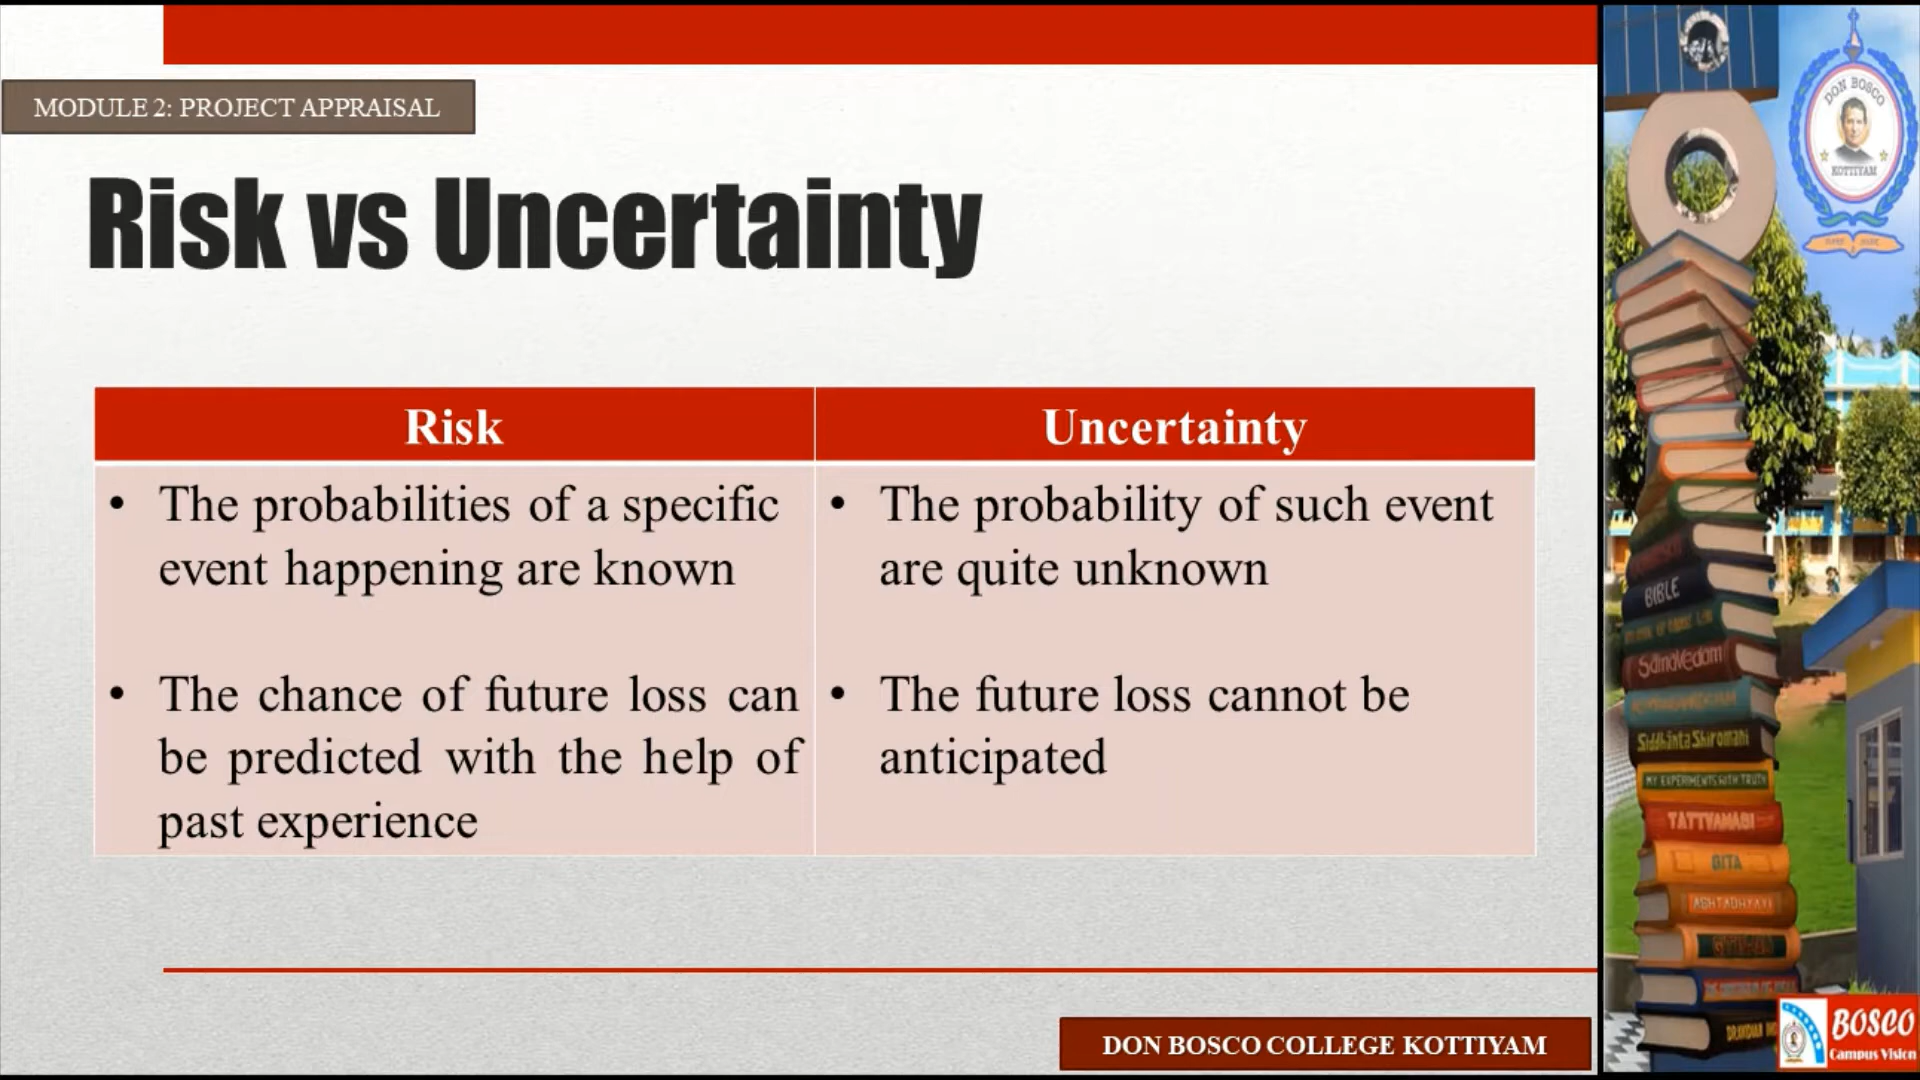 MODULE 2: PROJECT APPRAISAL
Risk vs Uncertainty
Risk
Uncertainty
• The probabilities of a specific
event happening are known
• The chance of future loss can
be predicted with the help of
past experience
• The probability of such event
are quite unknown
• The future loss cannot be
anticipated
DON BOSCO COLLEGE KOTTIYAM
DON BOSCO
KOTTIYAM
BIBLE
SamaVedam
Siddhanta Shiromani
MY EXPERIMENTS WITH TRUTH
GITA
ASHTADHYAYI
BOSCO
Campus Vision